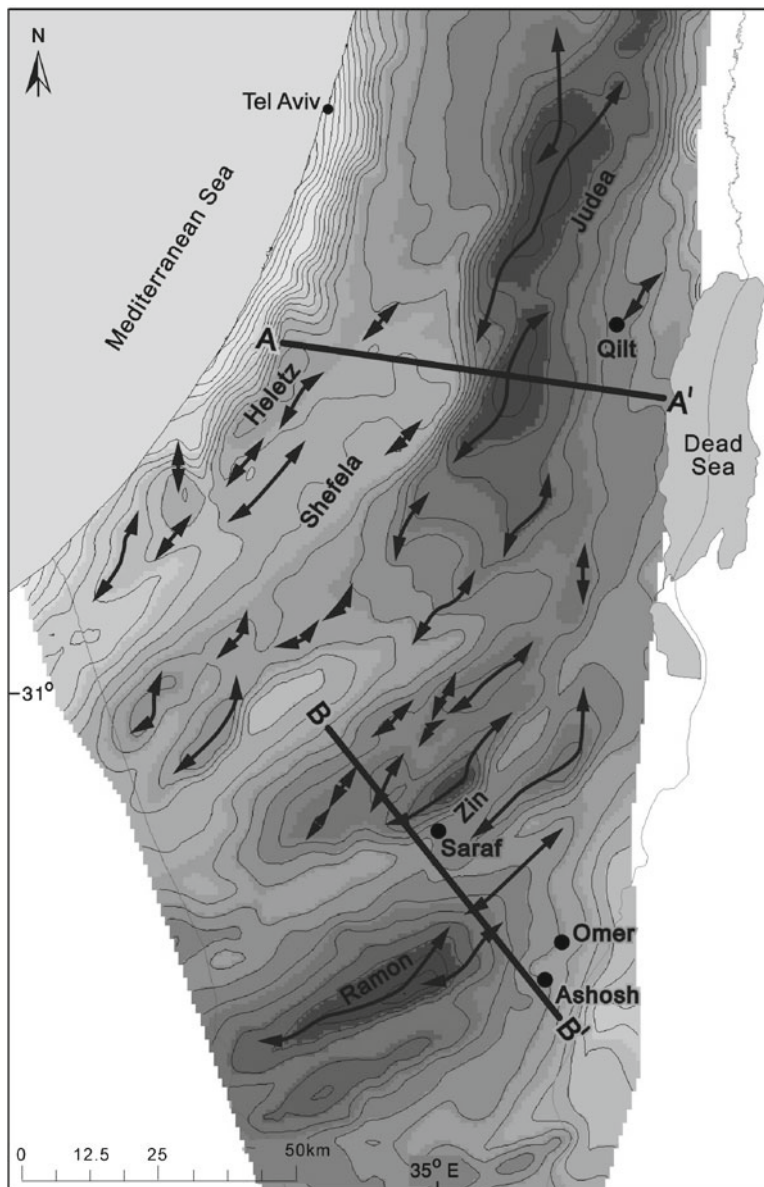 N
Tel Aviv
Mediterranean Sea
Judea
A
Qilt
Heletz
A'
Dead
Sea
Shefela
31°
B
Zin
Saraf
Omer
Ramon
Ashosh
B'
0 12.5 25 50km
35° E